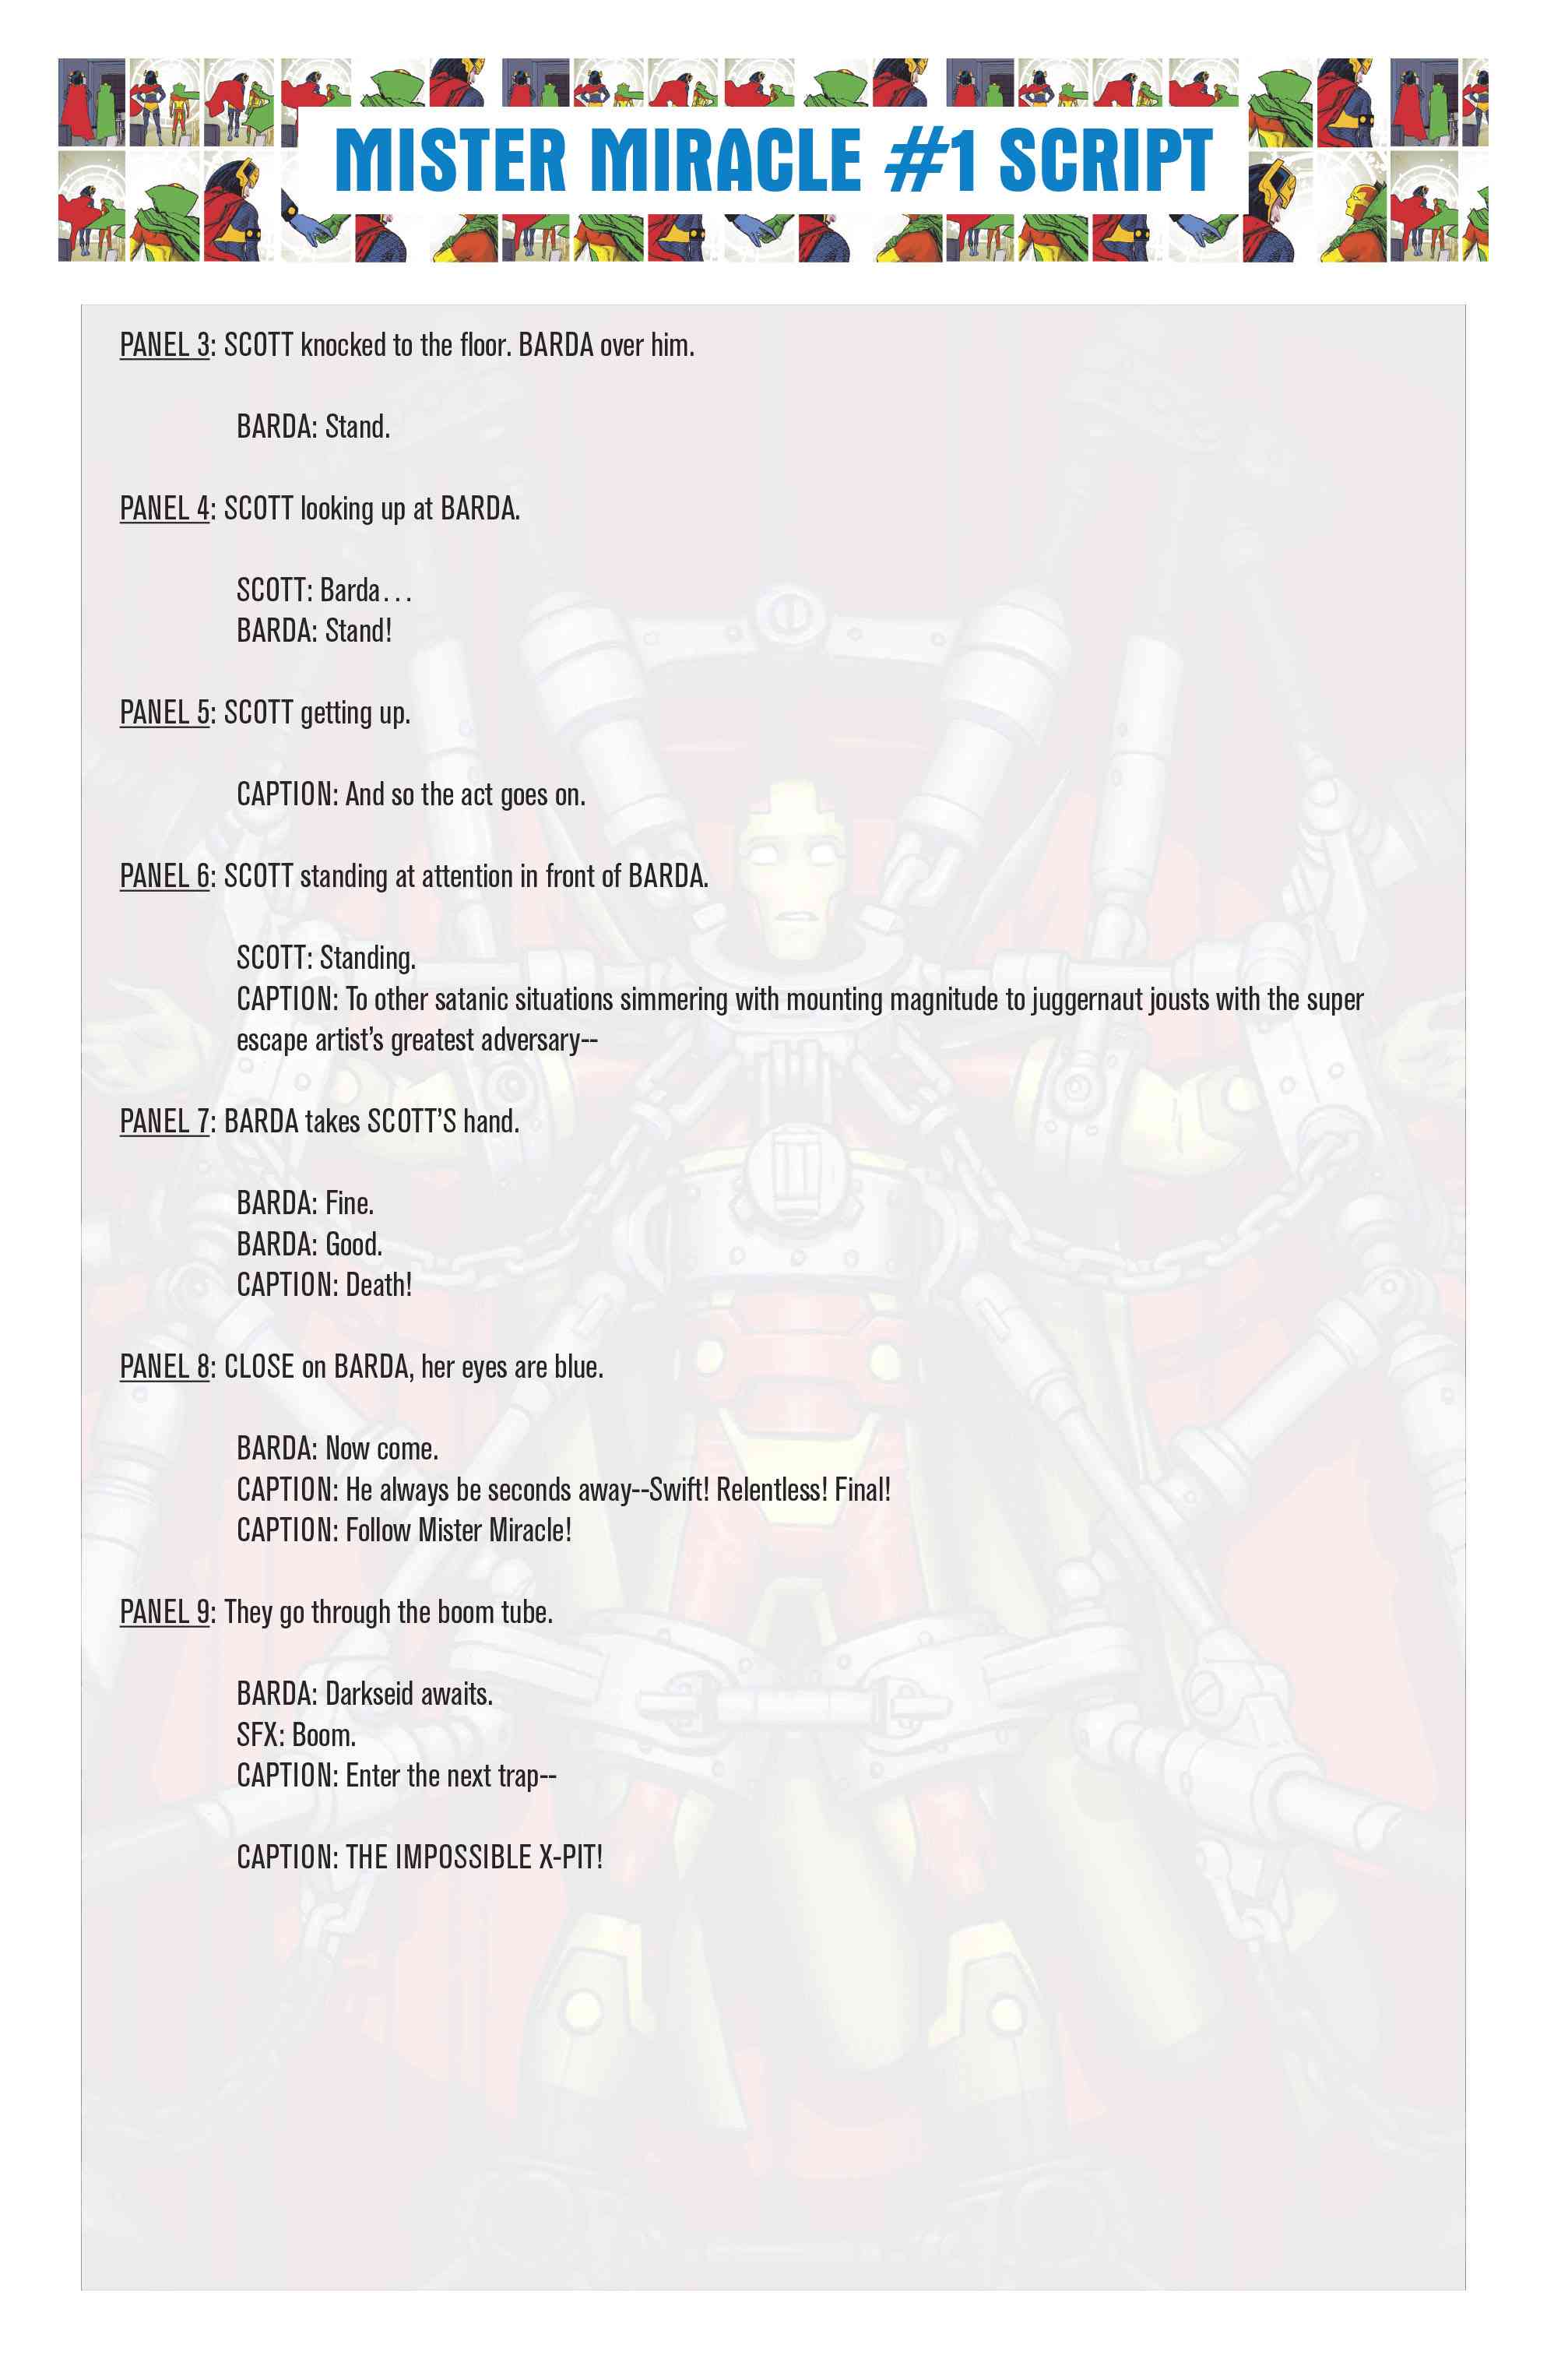 MISTER MIRACLE #1 SCRIPT
PANEL 3: SCOTT knocked to the floor. BARDA over him.
BARDA: Stand.
PANEL 4: SCOTT looking up at BARDA.
SCOTT: Barda…
BARDA: Stand!
PANEL 5: SCOTT getting up.
CAPTION: And so the act goes on.
PANEL 6: SCOTT standing at attention in front of BARDA.
SCOTT: Standing.
CAPTION: To other satanic situations simmering with mounting magnitude to juggernaut jousts with the super
escape artist’s greatest adversary--
PANEL 7: BARDA takes SCOTT’S hand.
BARDA: Fine.
BARDA: Good.
CAPTION: Death!
PANEL 8: CLOSE on BARDA, her eyes are blue.
BARDA: Now come.
CAPTION: He always be seconds away--Swift! Relentless! Final!
CAPTION: Follow Mister Miracle!
PANEL 9: They go through the boom tube.
BARDA: Darkseid awaits.
SFX: Boom.
CAPTION: Enter the next trap--
CAPTION: THE IMPOSSIBLE X-PIT!